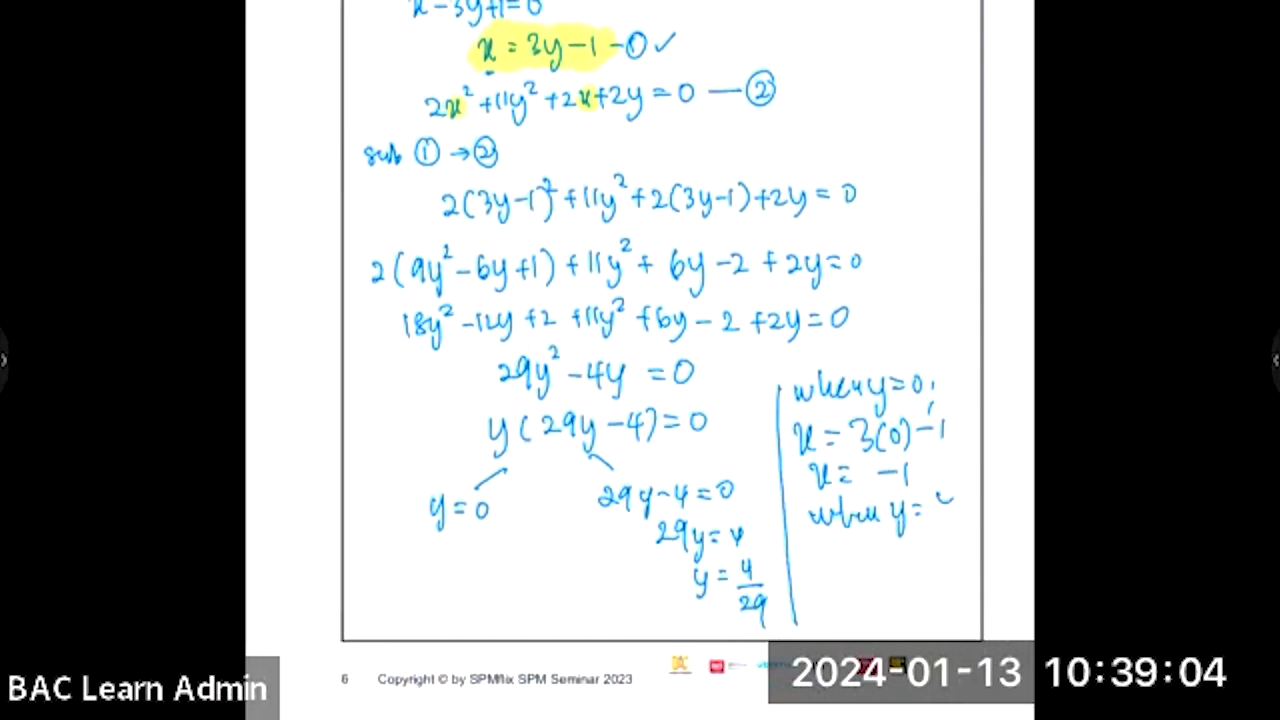 x-3y+1=0
x = 3y-1 -① ✓
2x² +11y² +2x+2y = 0 —②
sub ① →②
2(3y-1)² +11y² +2(3y-1)+2y = 0
2(9y² -6y+1) +11y² + 6y -2 +2y=0
18y² -12y +2 +11y² +6y - 2 +2y=0
29y² -4y = 0
y(29y-4)=0
y=0
29y-4=0
29y=4
y = 4/29
when y=0,
x = 3(0)-1
x = -1
when y=
6 Copyright © by SPMflix SPM Seminar 2023
BAC Learn Admin
2024-01-13 10:39:04